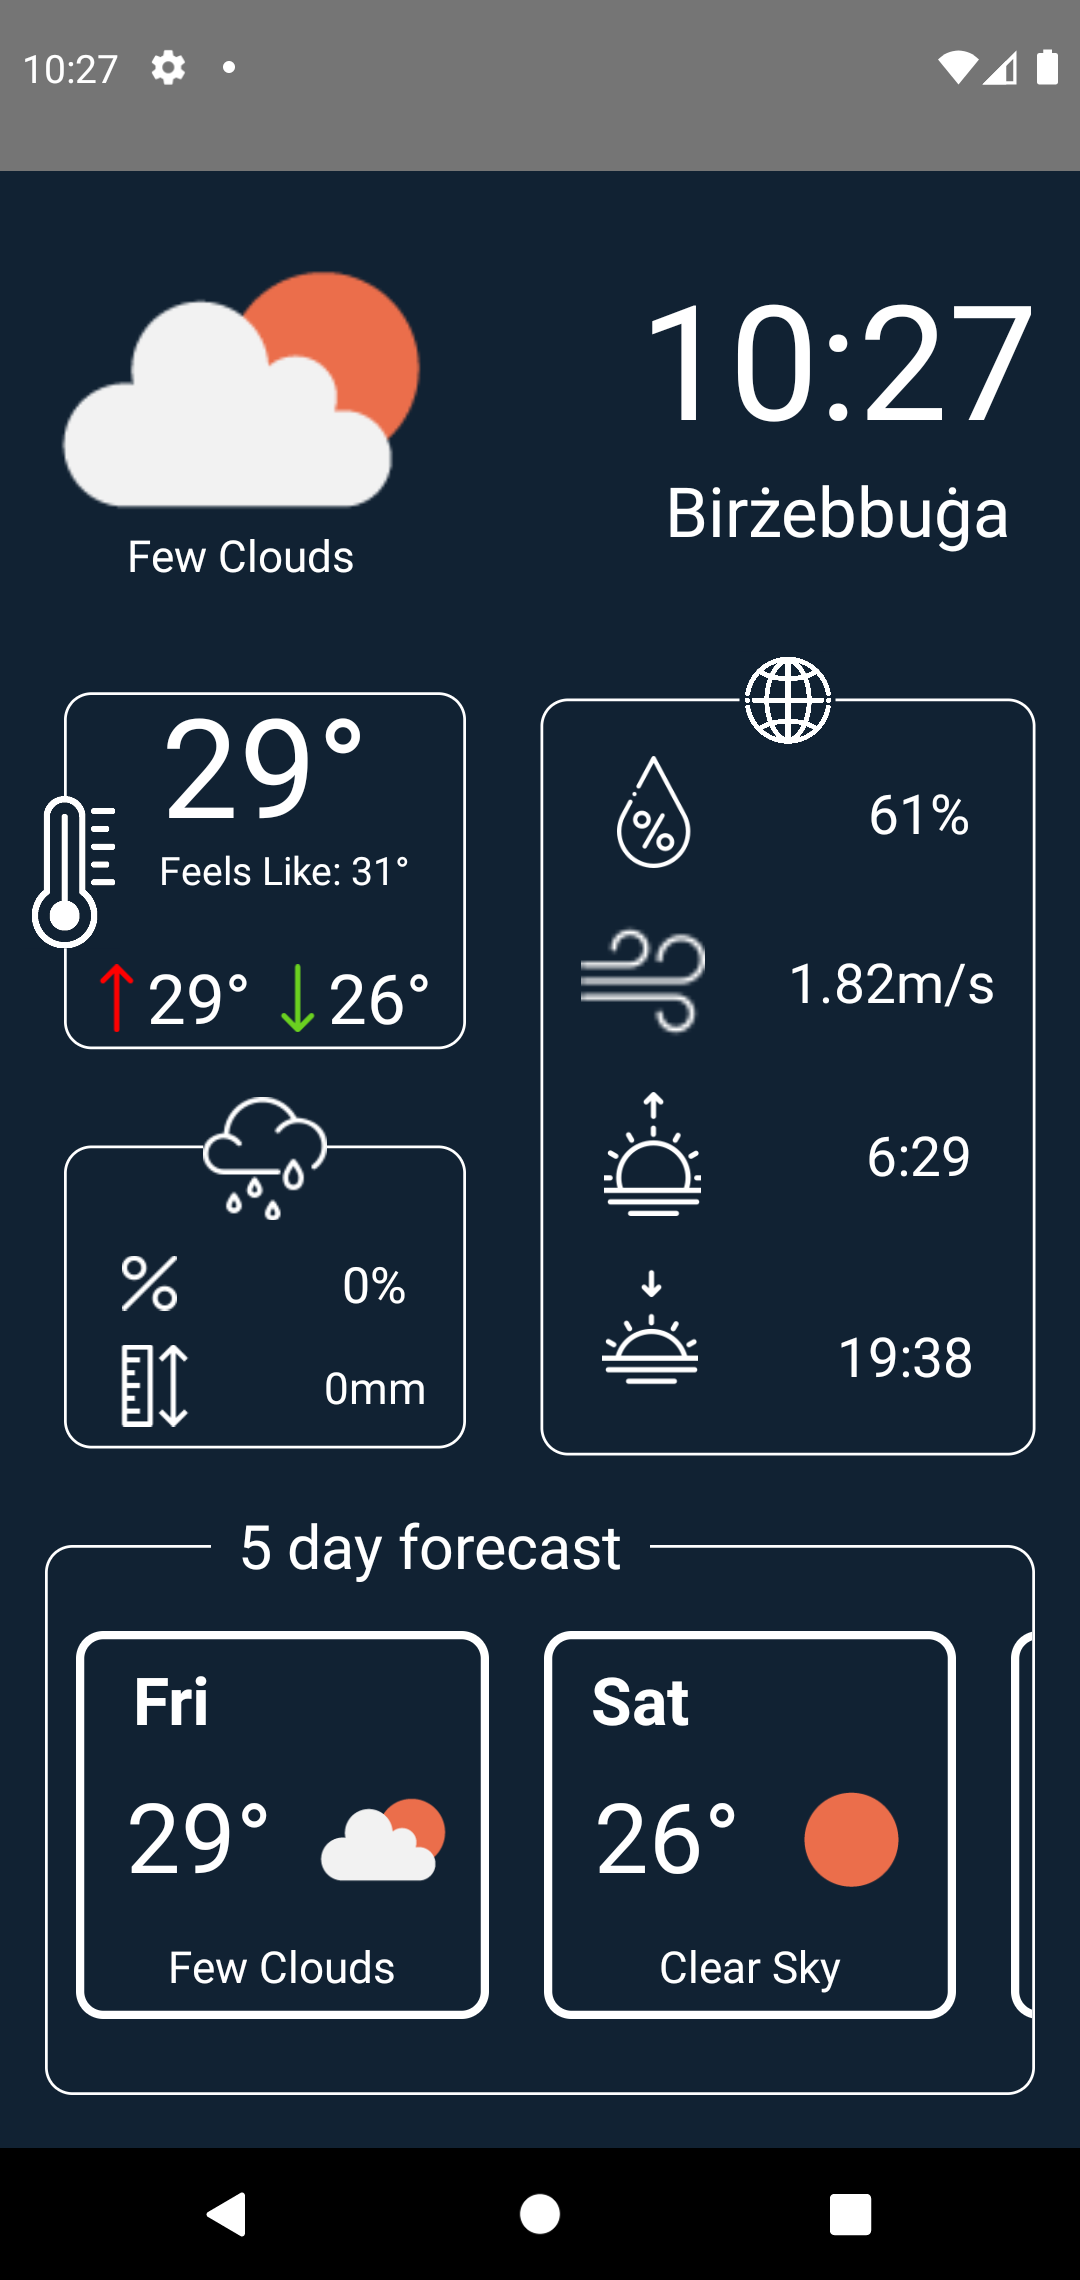 10:27
10:27
Birżebbuġa
Few Clouds
29°
Feels Like: 31°
29° 26°
61%
1.82m/s
6:29
19:38
%
0%
0mm
5 day forecast
Fri
29°
Few Clouds
Sat
26°
Clear Sky